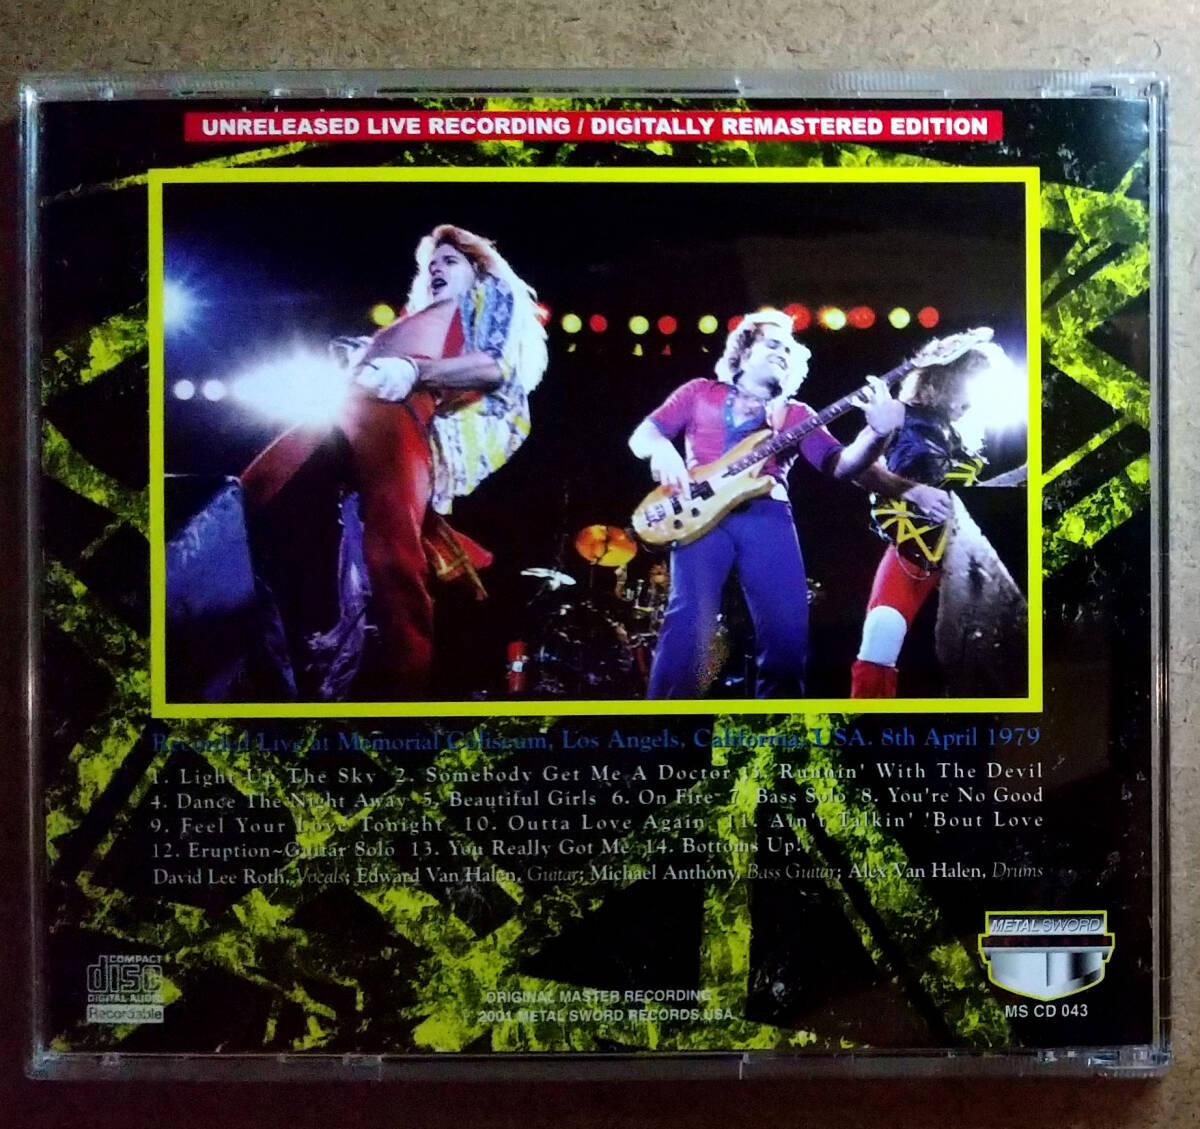 UNRELEASED LIVE RECORDING / DIGITALLY REMASTERED EDITION
Recorded Live at Memorial Coliseum, Los Angels, California, USA. 8th April 1979
1. Light Up The Sky 2. Somebody Get Me A Doctor 3. Runnin' With The Devil
4. Dance The Night Away 5. Beautiful Girls 6. On Fire 7. Bass Solo 8. You're No Good
9. Feel Your Love Tonight 10. Outta Love Again 11. Ain't Talkin' 'Bout Love
12. Eruption~Guitar Solo 13. You Really Got Me 14. Bottoms Up!
David Lee Roth, Vocals; Edward Van Halen, Guitar; Michael Anthony, Bass Guitar; Alex Van Halen, Drums
METAL SWORD
COMPACT
disc
DIGITAL AUDIO
Recordable
ORIGINAL MASTER RECORDING
2001 METAL SWORD RECORDS,USA
MS CD 043